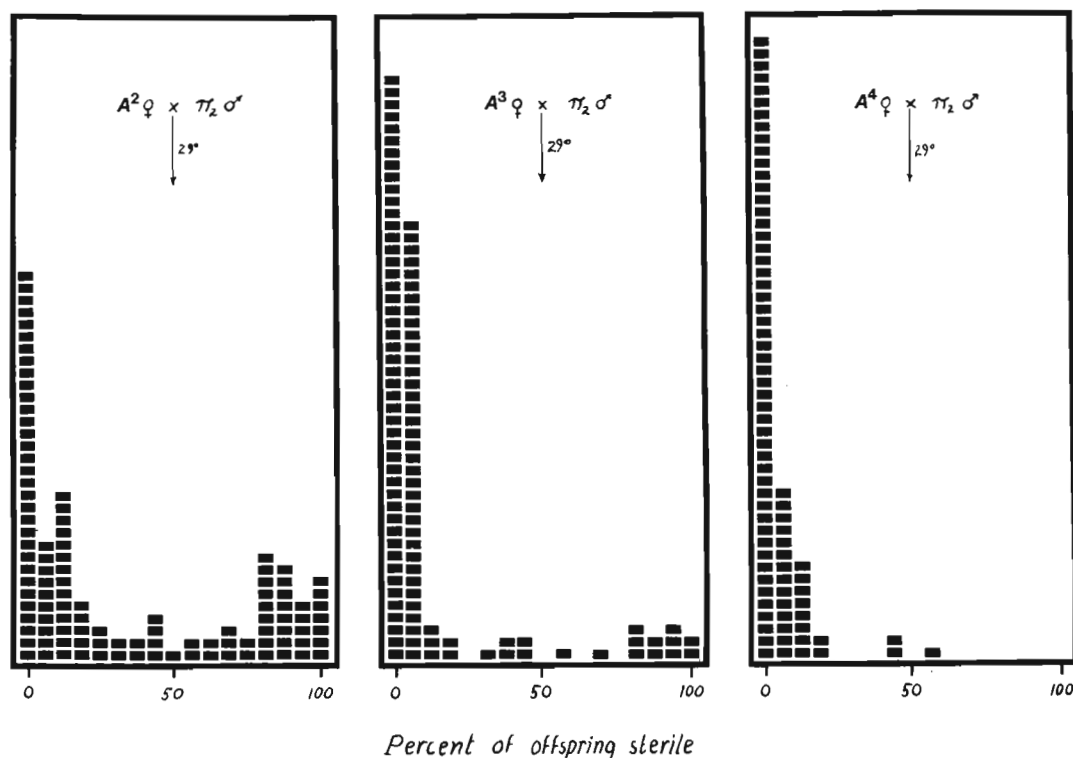 A² ♀ × π₂ ♂
29°
A³ ♀ × π₂ ♂
29°
A⁴ ♀ × π₂ ♂
29°
0 50 100
0 50 100
0 50 100
Percent of offspring sterile